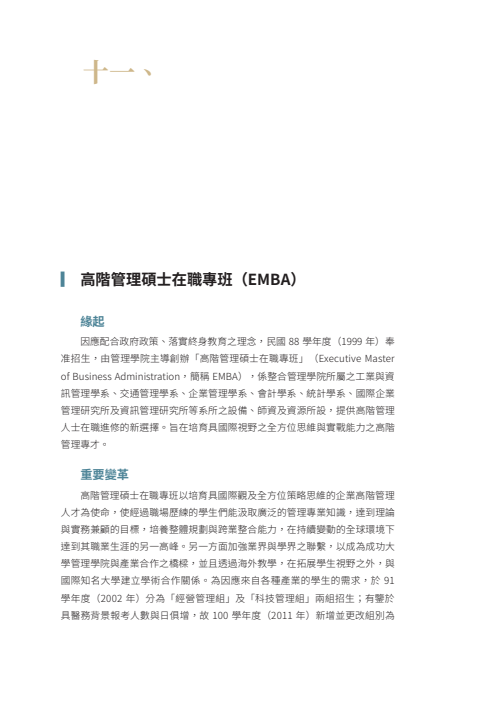 十一、
高階管理碩士在職專班（EMBA）
緣起
因應配合政府政策、落實終身教育之理念，民國 88 學年度（1999 年）奉
准招生，由管理學院主導創辦「高階管理碩士在職專班」（Executive Master
of Business Administration，簡稱 EMBA），係整合管理學院所屬之工業與資
訊管理學系、交通管理學系、企業管理學系、會計學系、統計學系、國際企業
管理研究所及資訊管理研究所等系所之設備、師資及資源所設，提供高階管理
人士在職進修的新選擇。旨在培育具國際視野之全方位思維與實戰能力之高階
管理專才。
重要變革
高階管理碩士在職專班以培育具國際觀及全方位策略思維的企業高階管理
人才為使命，使經過職場歷練的學生們能汲取廣泛的管理專業知識，達到理論
與實務兼顧的目標，培養整體規劃與跨業整合能力，在持續變動的全球環境下
達到其職業生涯的另一高峰。另一方面加強業界與學界之聯繫，以成為成功大
學管理學院與產業合作之橋樑，並且透過海外教學，在拓展學生視野之外，與
國際知名大學建立學術合作關係。為因應來自各種產業的學生的需求，於 91
學年度（2002 年）分為「經營管理組」及「科技管理組」兩組招生；有鑒於
具醫務背景報考人數與日俱增，故 100 學年度（2011 年）新增並更改組別為